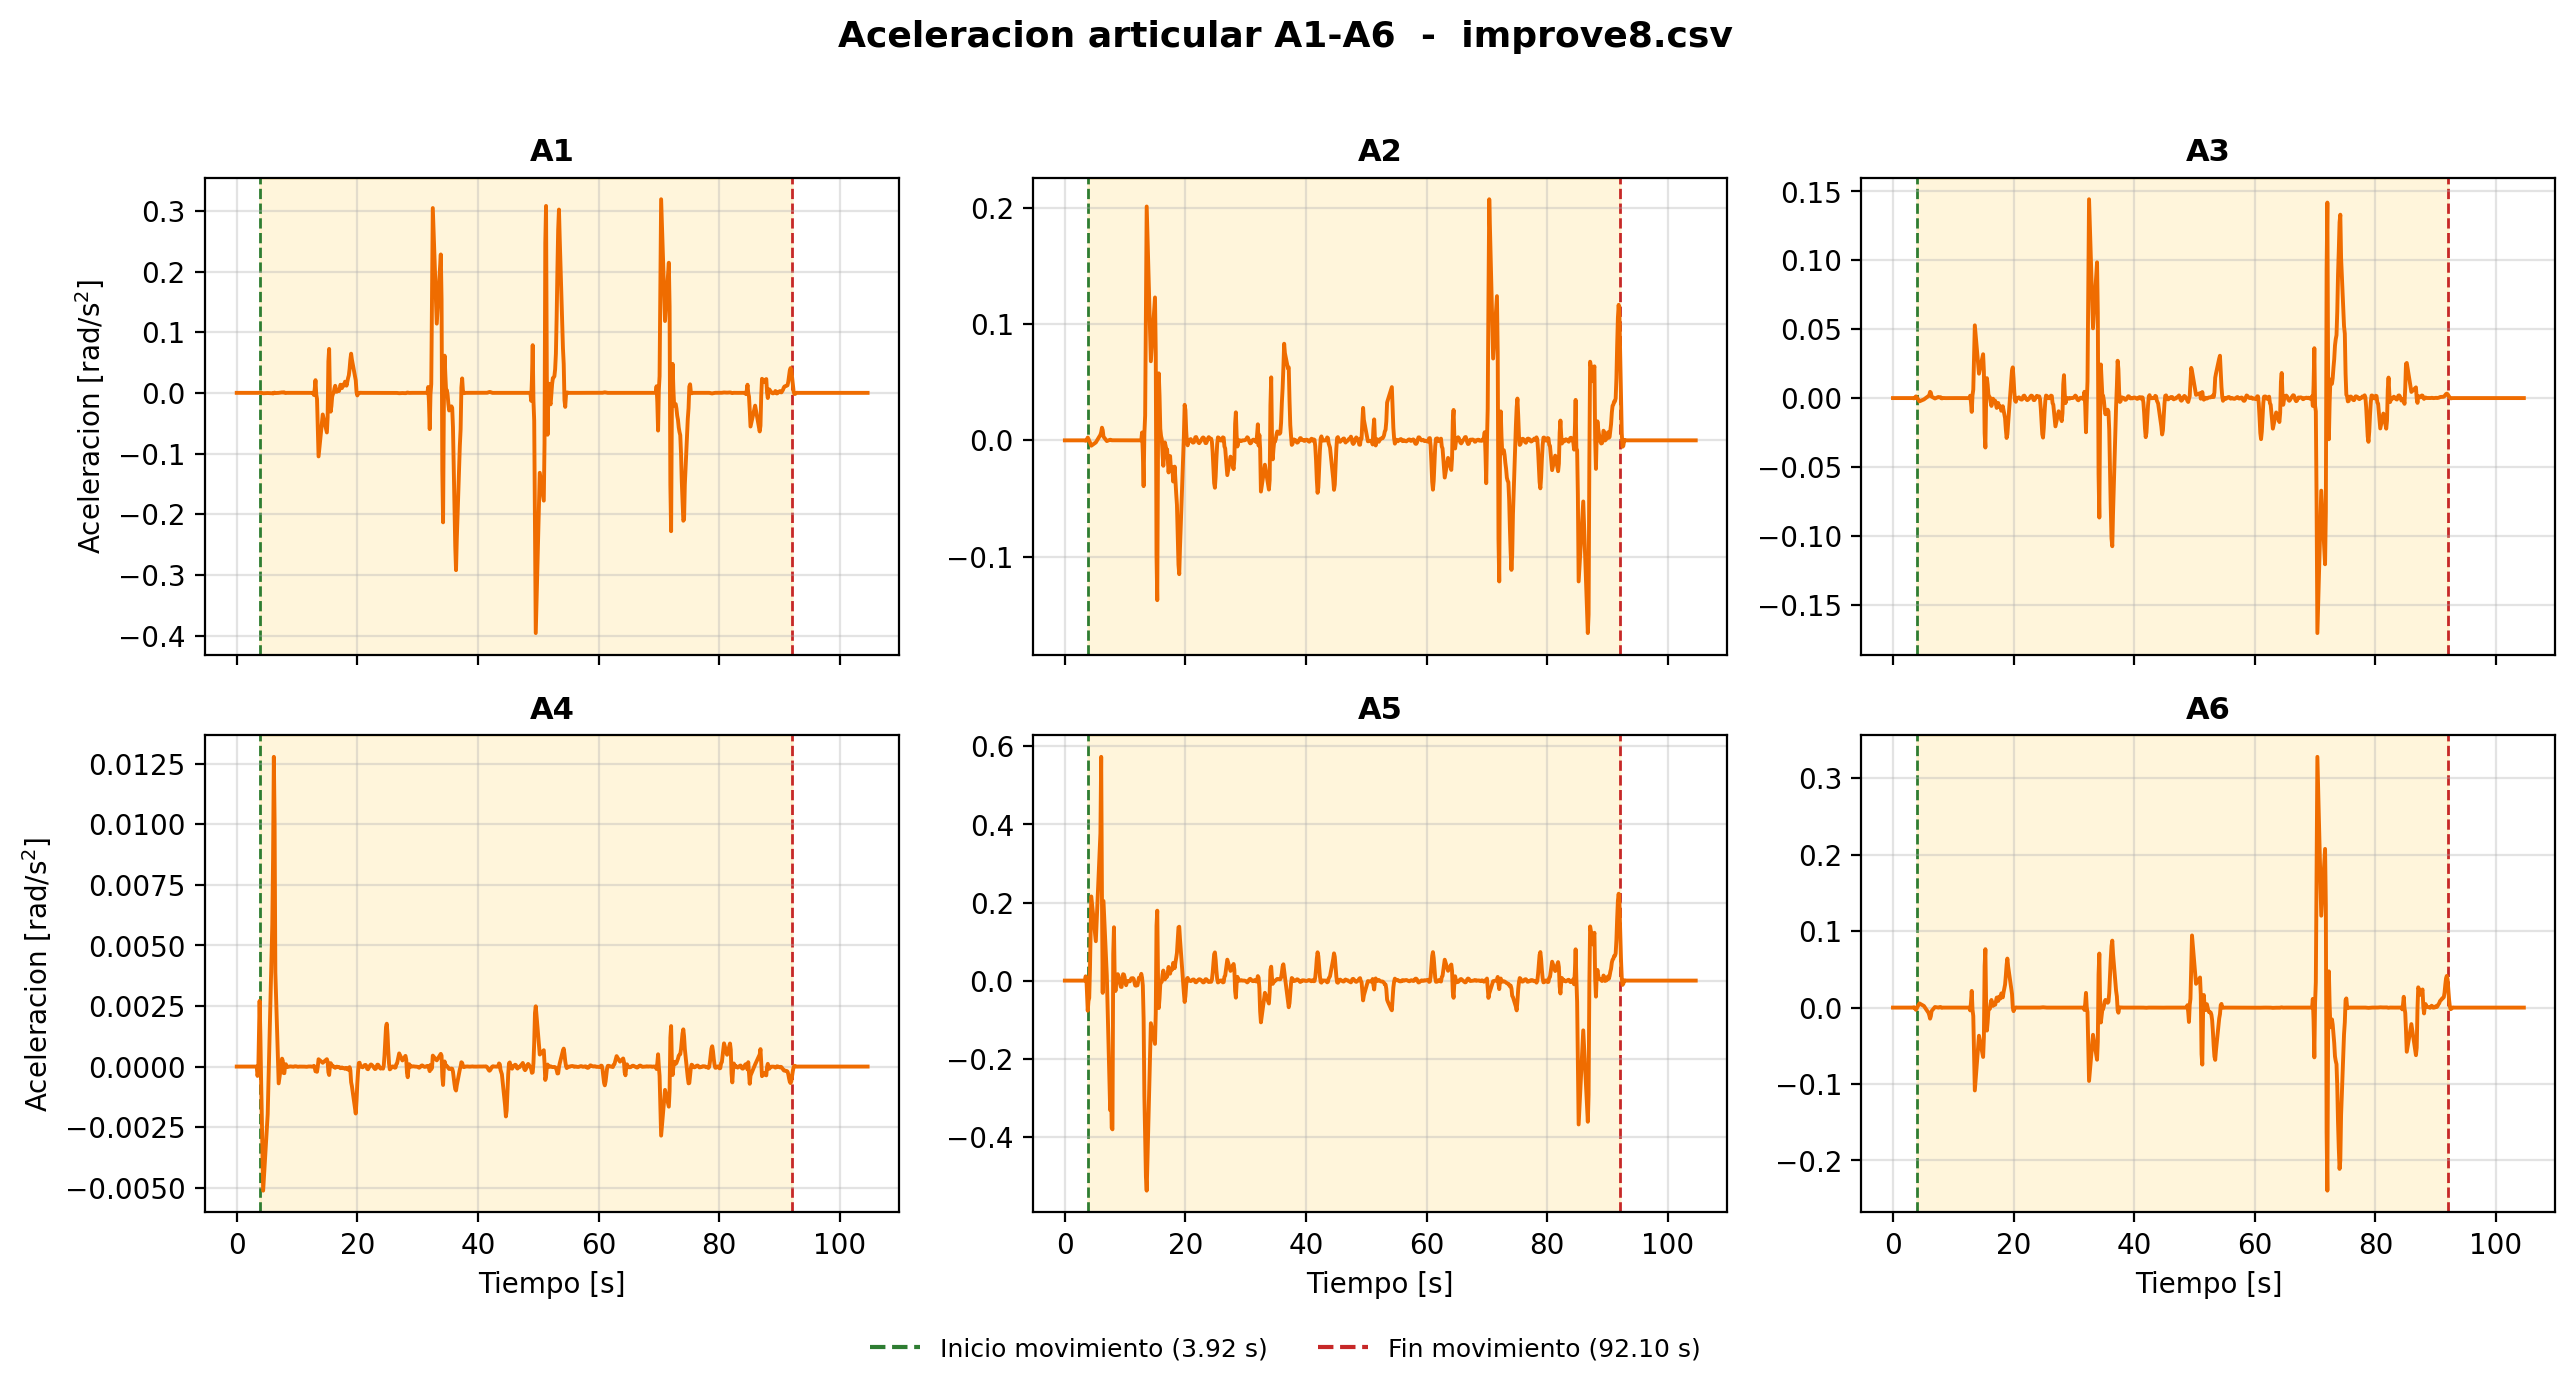 Aceleracion articular A1-A6  -  improve8.csv
A1
A2
A3
Aceleracion [rad/s²]
0.3
0.2
0.1
0.0
−0.1
−0.2
−0.3
−0.4
0.2
0.1
0.0
−0.1
0.15
0.10
0.05
0.00
−0.05
−0.10
−0.15
A4
A5
A6
Aceleracion [rad/s²]
0.0125
0.0100
0.0075
0.0050
0.0025
0.0000
−0.0025
−0.0050
0.6
0.4
0.2
0.0
−0.2
−0.4
0.3
0.2
0.1
0.0
−0.1
−0.2
0 20 40 60 80 100
0 20 40 60 80 100
0 20 40 60 80 100
Tiempo [s]
Tiempo [s]
Tiempo [s]
Inicio movimiento (3.92 s)
Fin movimiento (92.10 s)